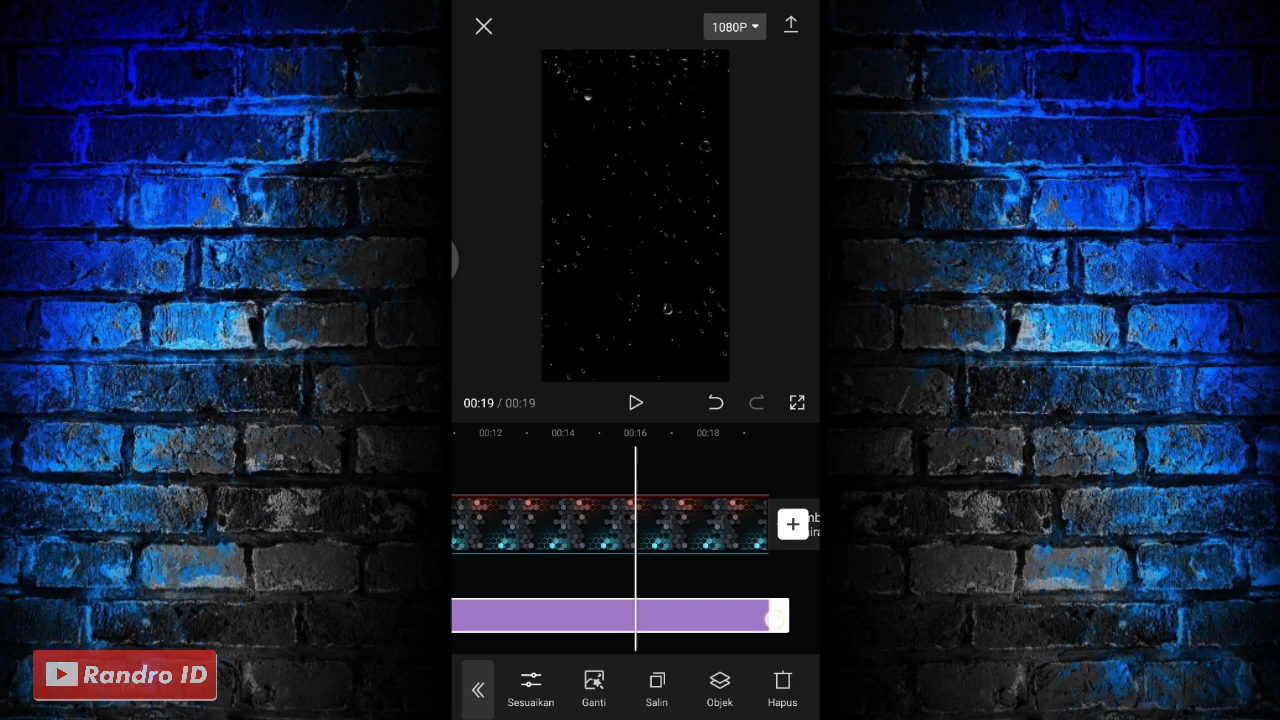 1080P
00:19 / 00:19
00:12 00:14 00:16 00:18
Sesuaikan Ganti Salin Objek Hapus
Randro ID